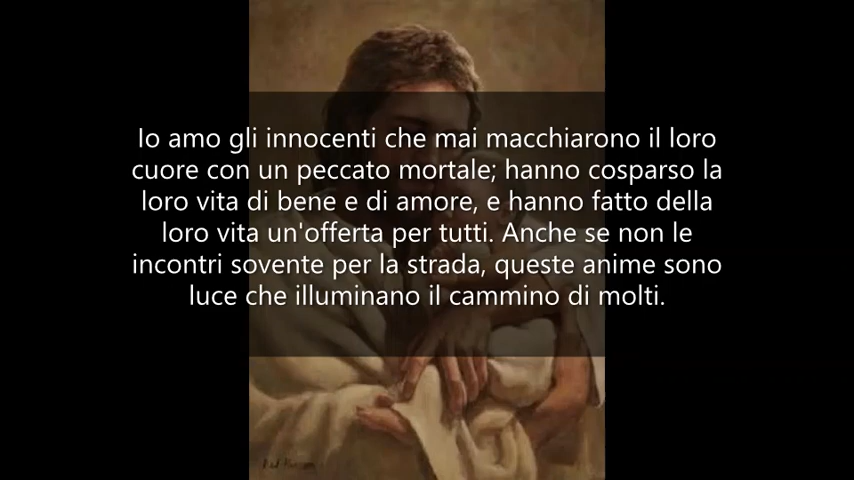 Io amo gli innocenti che mai macchiarono il loro
cuore con un peccato mortale; hanno cosparso la
loro vita di bene e di amore, e hanno fatto della
loro vita un'offerta per tutti. Anche se non le
incontri sovente per la strada, queste anime sono
luce che illuminano il cammino di molti.